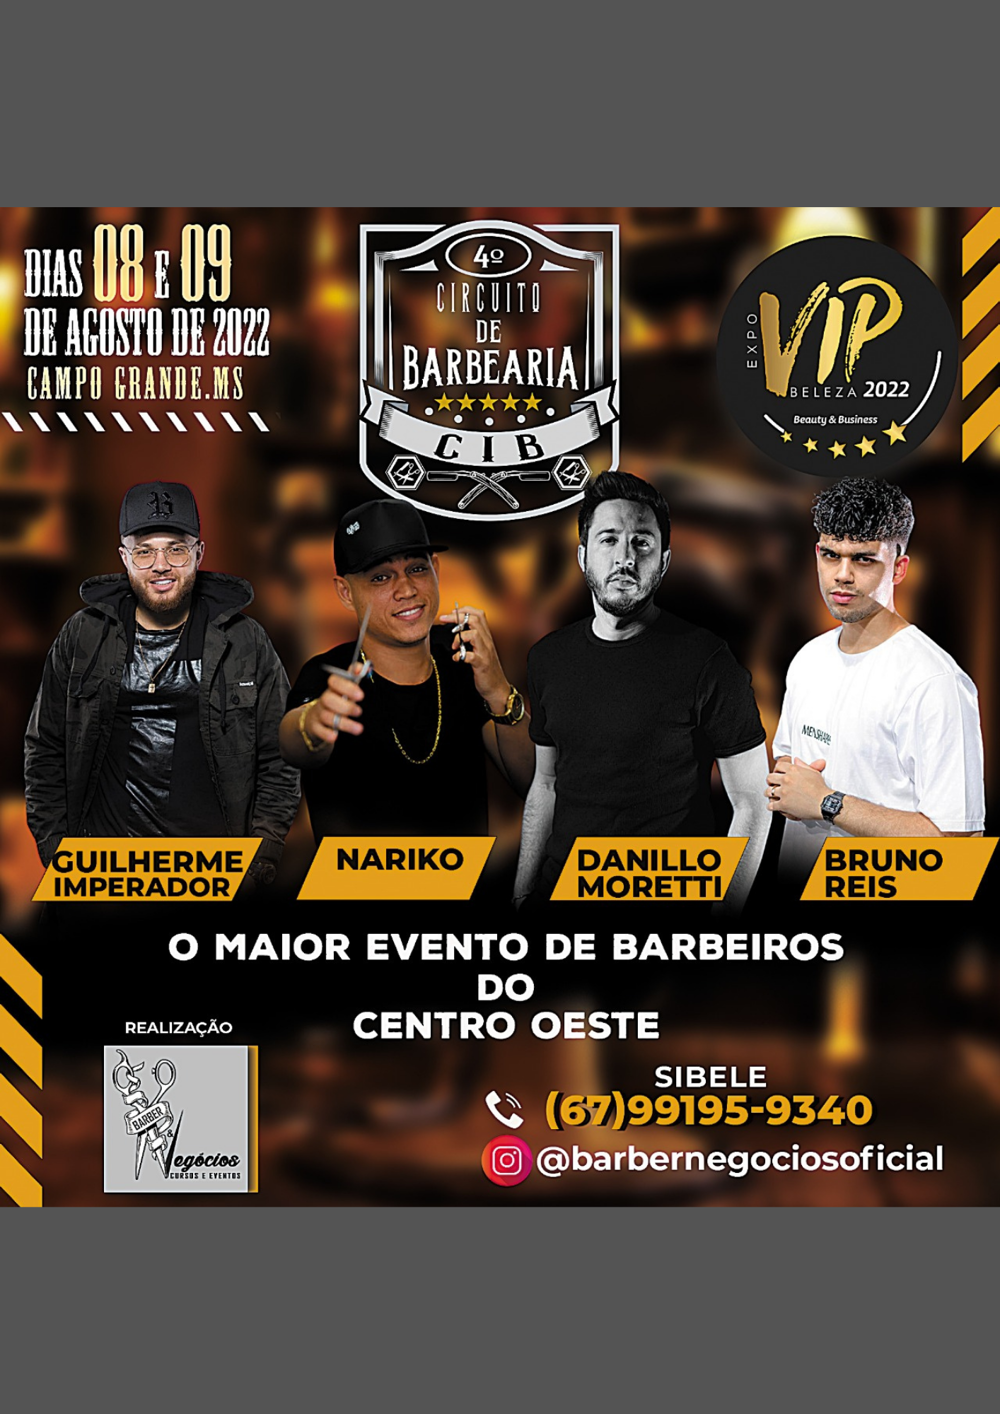 DIAS 08 E 09
DE AGOSTO DE 2022
CAMPO GRANDE.MS
4º
CIRCUITO
DE
BARBEARIA
CIB
EXPO
VIP
BELEZA 2022
Beauty & Business
B
MENSHAPE
GUILHERME
IMPERADOR
NARIKO
DANILLO
MORETTI
BRUNO
REIS
O MAIOR EVENTO DE BARBEIROS
DO
CENTRO OESTE
REALIZAÇÃO
BARBER
&
Negócios
CURSOS E EVENTOS
SIBELE
(67)99195-9340
@barbernegociosoficial